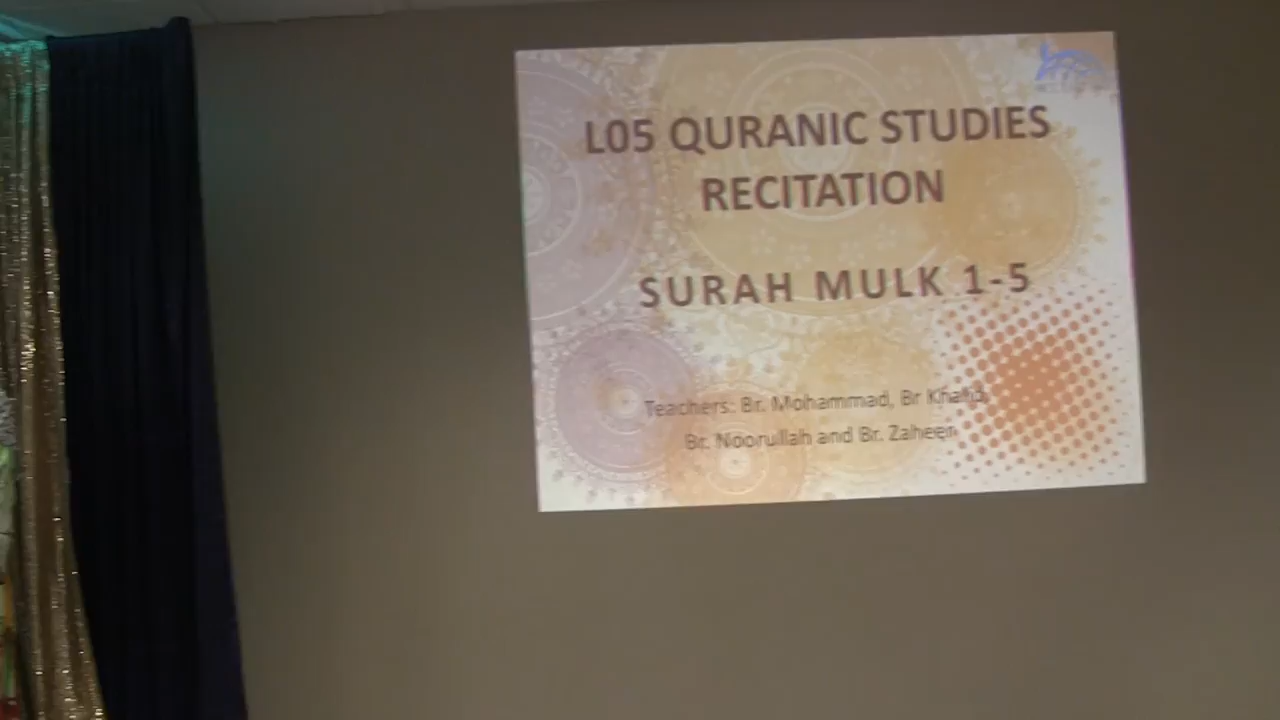 L05 QURANIC STUDIES
RECITATION
SURAH MULK 1-5
Teachers: Br. Mohammad, Br Khalid,
Br. Noorullah and Br. Zaheer